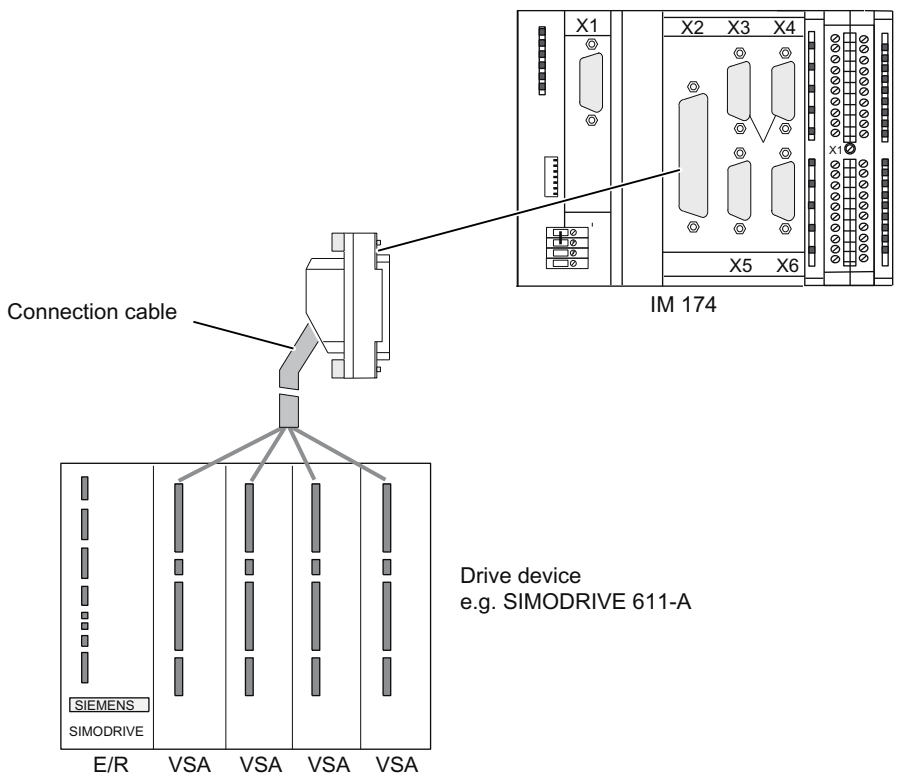 X1
X2 X3 X4
X1
X5 X6
IM 174
Connection cable
Drive device
e.g. SIMODRIVE 611-A
SIEMENS
SIMODRIVE
E/R VSA VSA VSA VSA